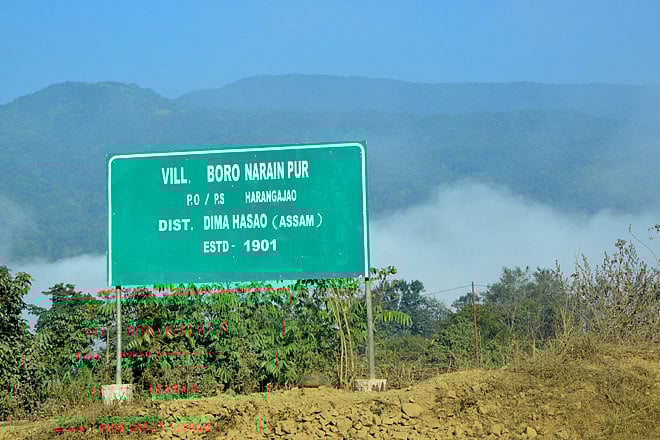 VILL. BORO NARAIN PUR
P.O / P.S HARANGAJAO
DIST. DIMA HASAO (ASSAM)
ESTD- 1901